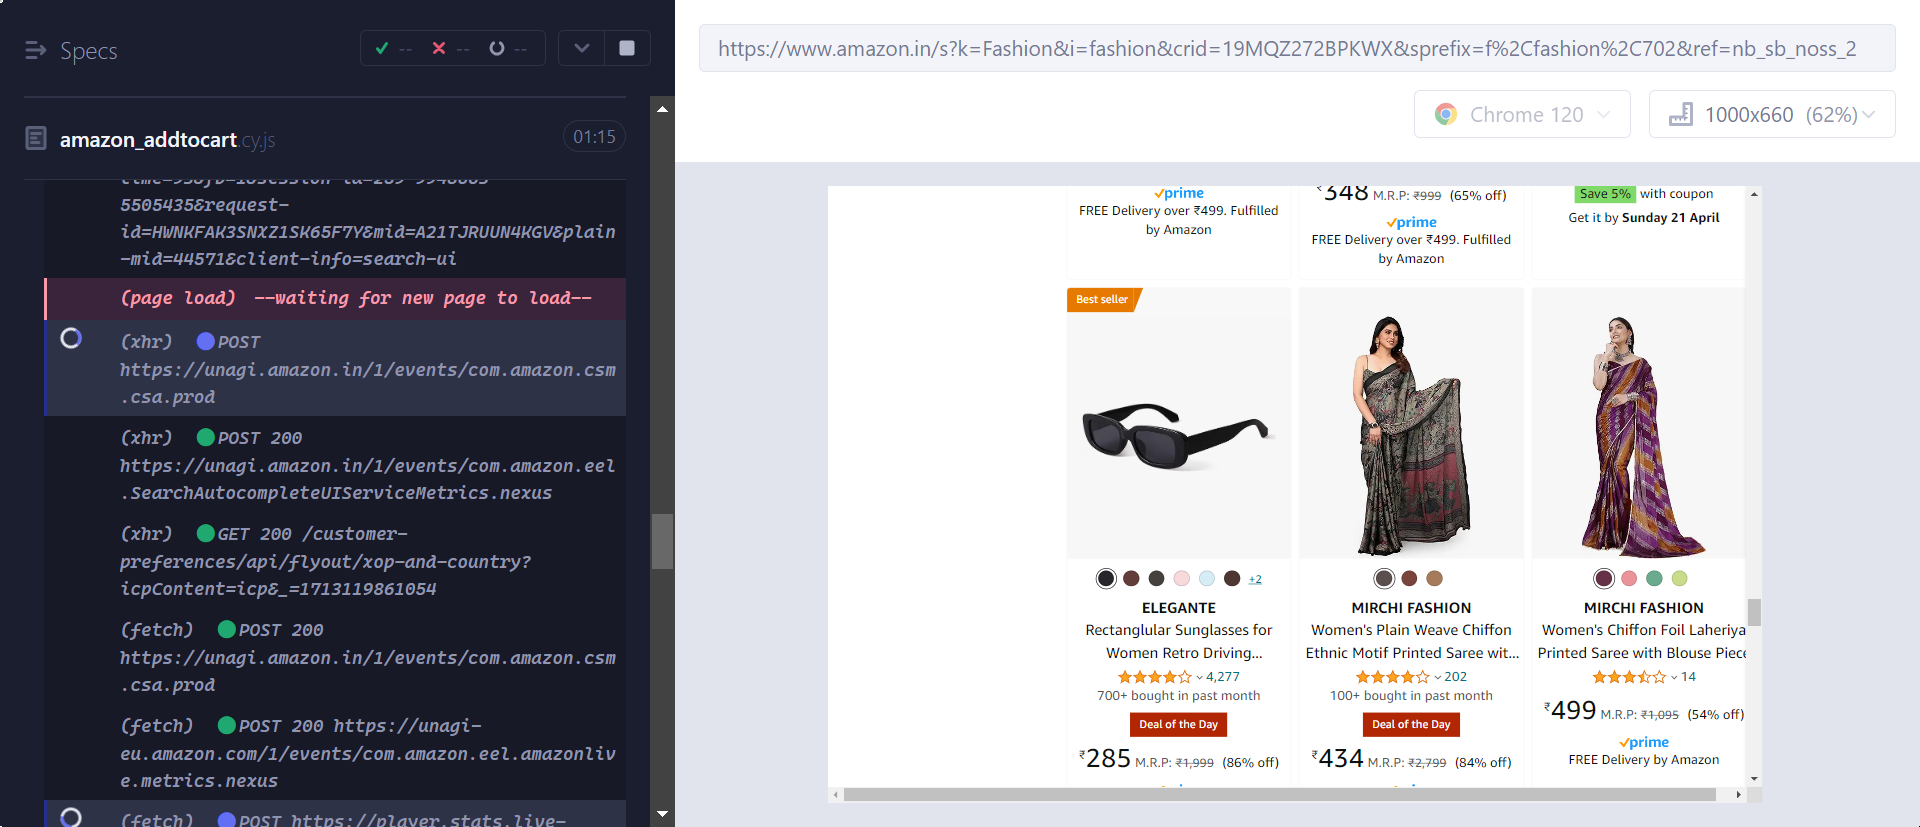 Specs
-- -- --
amazon_addtocart.cy.js
01:15
5505435&request-
id=HWNKFAK3SNXZ1SK65F7Y&mid=A21TJRUUN4KGV&plain
-mid=44571&client-info=search-ui
(page load) --waiting for new page to load--
(xhr) POST
https://unagi.amazon.in/1/events/com.amazon.csm
.csa.prod
(xhr) POST 200
https://unagi.amazon.in/1/events/com.amazon.eel
.SearchAutocompleteUIServiceMetrics.nexus
(xhr) GET 200 /customer-
preferences/api/flyout/xop-and-country?
icpContent=icp&_=1713119861054
(fetch) POST 200
https://unagi.amazon.in/1/events/com.amazon.csm
.csa.prod
(fetch) POST 200 https://unagi-
eu.amazon.com/1/events/com.amazon.eel.amazonliv
e.metrics.nexus
(fetch) POST https://player.stats.live-
https://www.amazon.in/s?k=Fashion&i=fashion&crid=19MQZ272BPKWX&sprefix=f%2Cfashion%2C702&ref=nb_sb_noss_2
Chrome 120
1000x660 (62%)
prime
FREE Delivery over ₹499. Fulfilled
by Amazon
₹348 M.R.P: ₹999 (65% off)
prime
FREE Delivery over ₹499. Fulfilled
by Amazon
Save 5% with coupon
Get it by Sunday 21 April
Best seller
+2
ELEGANTE
Rectanglular Sunglasses for
Women Retro Driving...
4,277
700+ bought in past month
Deal of the Day
₹285 M.R.P: ₹1,999 (86% off)
MIRCHI FASHION
Women's Plain Weave Chiffon
Ethnic Motif Printed Saree wit...
202
100+ bought in past month
Deal of the Day
₹434 M.R.P: ₹2,799 (84% off)
MIRCHI FASHION
Women's Chiffon Foil Laheriya
Printed Saree with Blouse Piece
14
₹499 M.R.P: ₹1,095 (54% off)
prime
FREE Delivery by Amazon